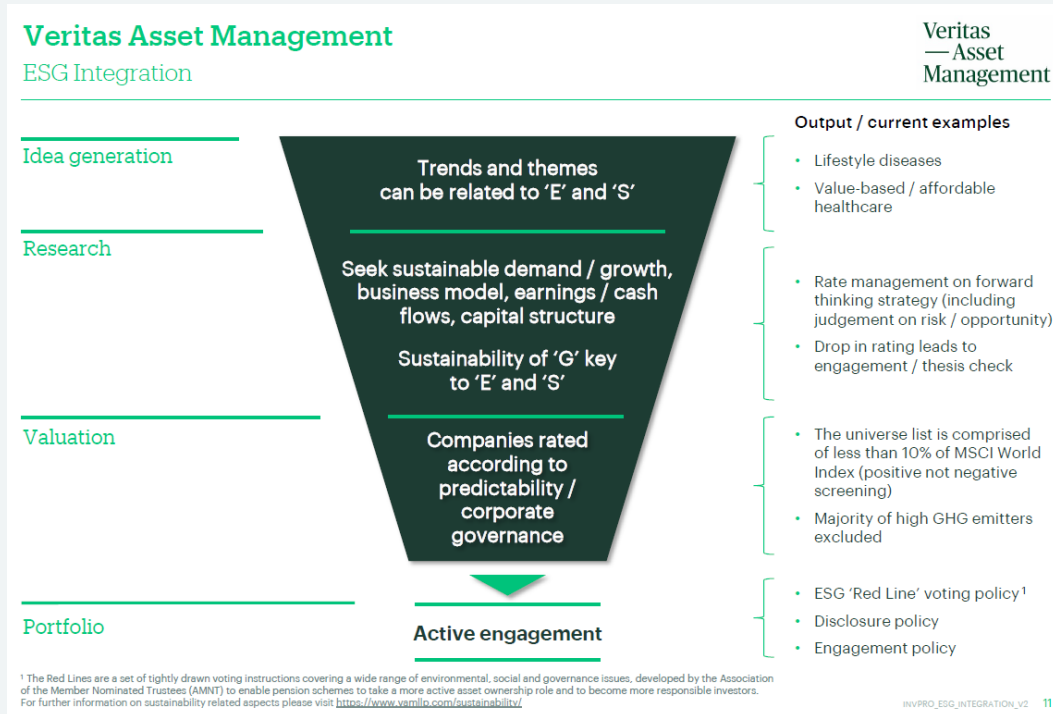 Veritas Asset Management
ESG Integration
Veritas
— Asset
Management
Idea generation
Trends and themes
can be related to ‘E’ and ‘S’
Output / current examples
• Lifestyle diseases
• Value-based / affordable
healthcare
Research
Seek sustainable demand / growth,
business model, earnings / cash
flows, capital structure
Sustainability of ‘G’ key
to ‘E’ and ‘S’
• Rate management on forward
thinking strategy (including
judgement on risk / opportunity)
• Drop in rating leads to
engagement / thesis check
Valuation
Companies rated
according to
predictability /
corporate
governance
• The universe list is comprised
of less than 10% of MSCI World
Index (positive not negative
screening)
• Majority of high GHG emitters
excluded
Portfolio
Active engagement
• ESG ‘Red Line’ voting policy¹
• Disclosure policy
• Engagement policy
¹ The Red Lines are a set of tightly drawn voting instructions covering a wide range of environmental, social and governance issues, developed by the Association
of the Member Nominated Trustees (AMNT) to enable pension schemes to take a more active asset ownership role and to become more responsible investors.
For further information on sustainability related aspects please visit https://www.vamllp.com/sustainability/
INVPRO_ESG_INTEGRATION_V2 11